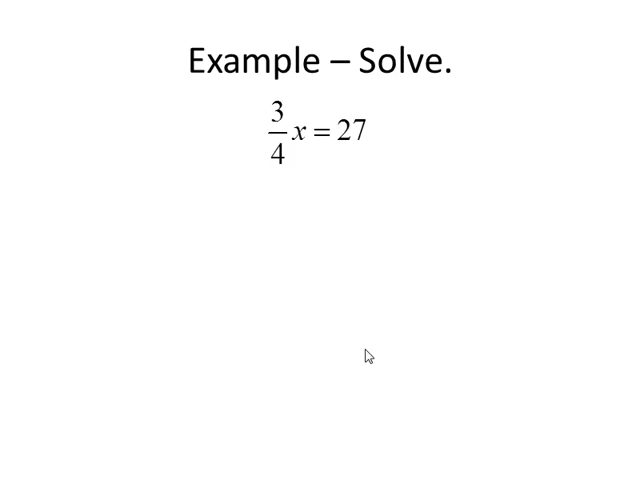 Example – Solve.
3/4 x = 27